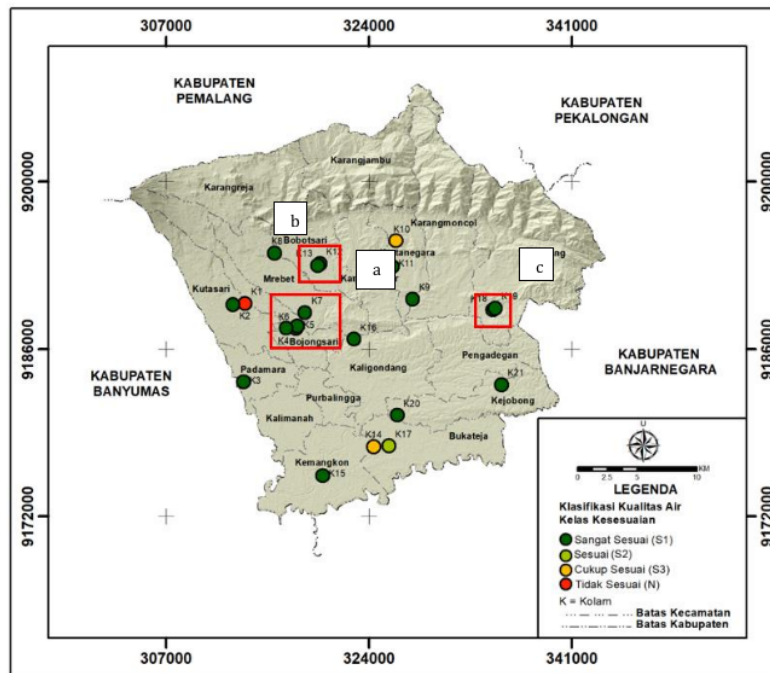 307000 324000 341000
KABUPATEN
PEMALANG
KABUPATEN
PEKALONGAN
9200000 9200000
Karangjambu
Karangreja
b
K10
Karangmoncol
K8 Bobotsari
K13
a
K11
c
Mrebet
K9
Kutasari
K1
K7
K18
K2
K6 K5
K4
Bojongsari
K16
9186000 9186000
Pengadegan
KABUPATEN
BANYUMAS
KABUPATEN
BANJARNEGARA
Padamara
K3
Kaligondang
K21
Purbalingga
Kejobong
Kalimanah
K20
K14 K17
Bukateja
Kemangkon
K15
9172000 9172000
U
0 2.5 5 10
KM
LEGENDA
Klasifikasi Kualitas Air
Kelas Kesesuaian
Sangat Sesuai (S1)
Sesuai (S2)
Cukup Sesuai (S3)
Tidak Sesuai (N)
K = Kolam
Batas Kecamatan
Batas Kabupaten
307000 324000 341000